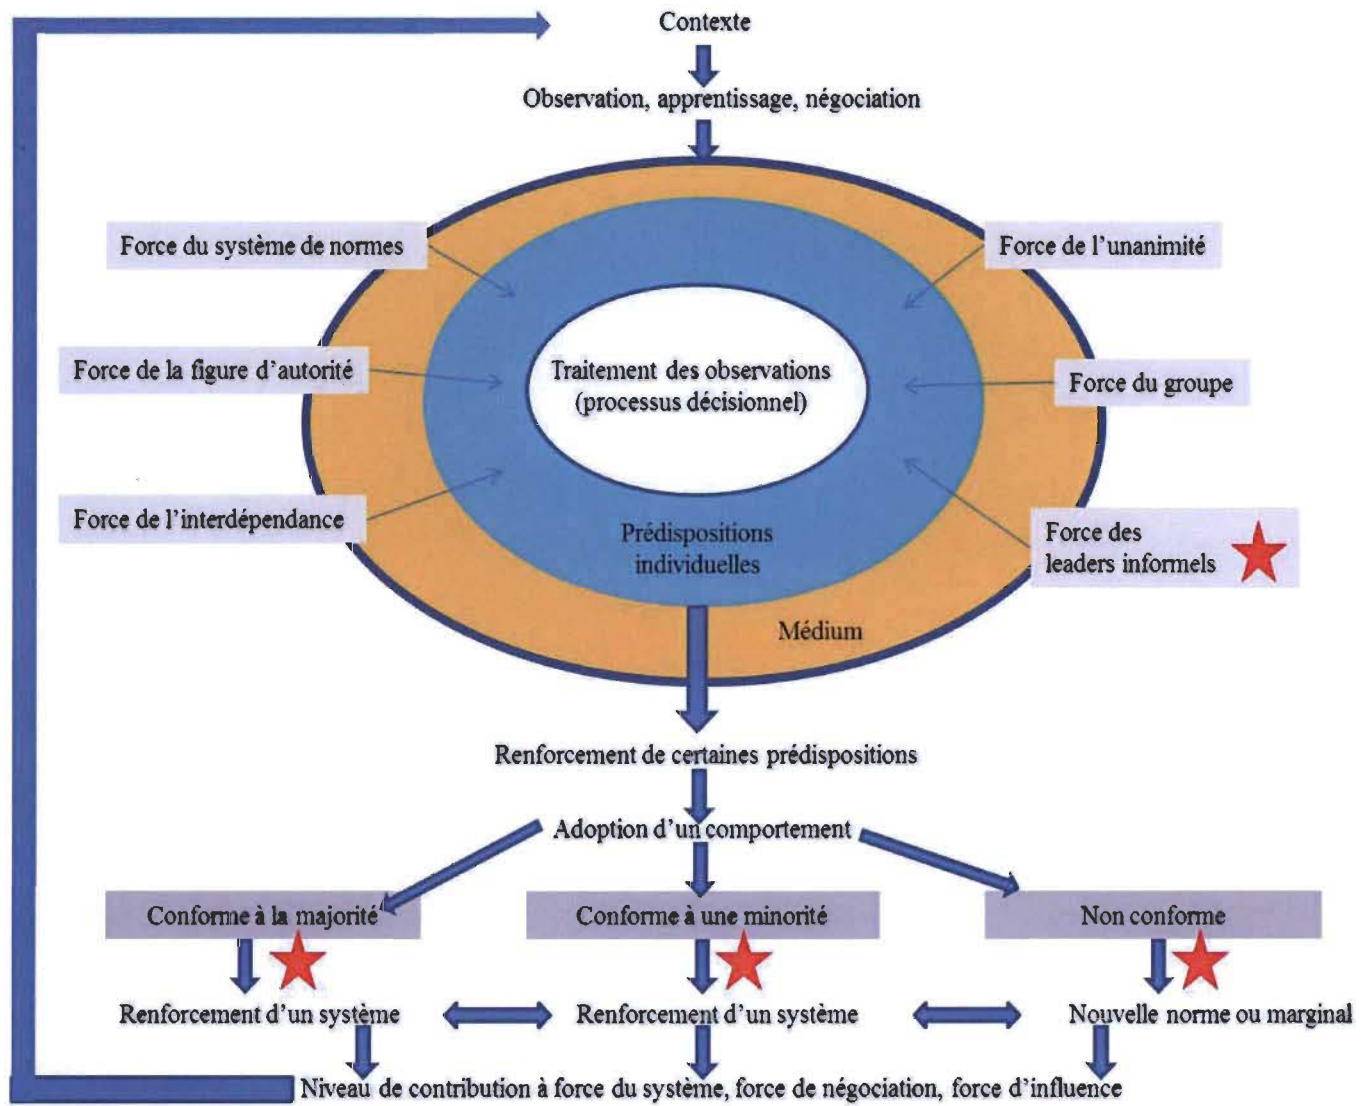 Contexte
Observation, apprentissage, négociation
Force du système de normes
Force de l'unanimité
Force de la figure d'autorité
Traitement des observations
(processus décisionnel)
Force du groupe
Force de l'interdépendance
Prédispositions
individuelles
Force des
leaders informels
Médium
Renforcement de certaines prédispositions
Adoption d'un comportement
Conforme à la majorité
Conforme à une minorité
Non conforme
Renforcement d'un système
Renforcement d'un système
Nouvelle norme ou marginal
Niveau de contribution à force du système, force de négociation, force d'influence